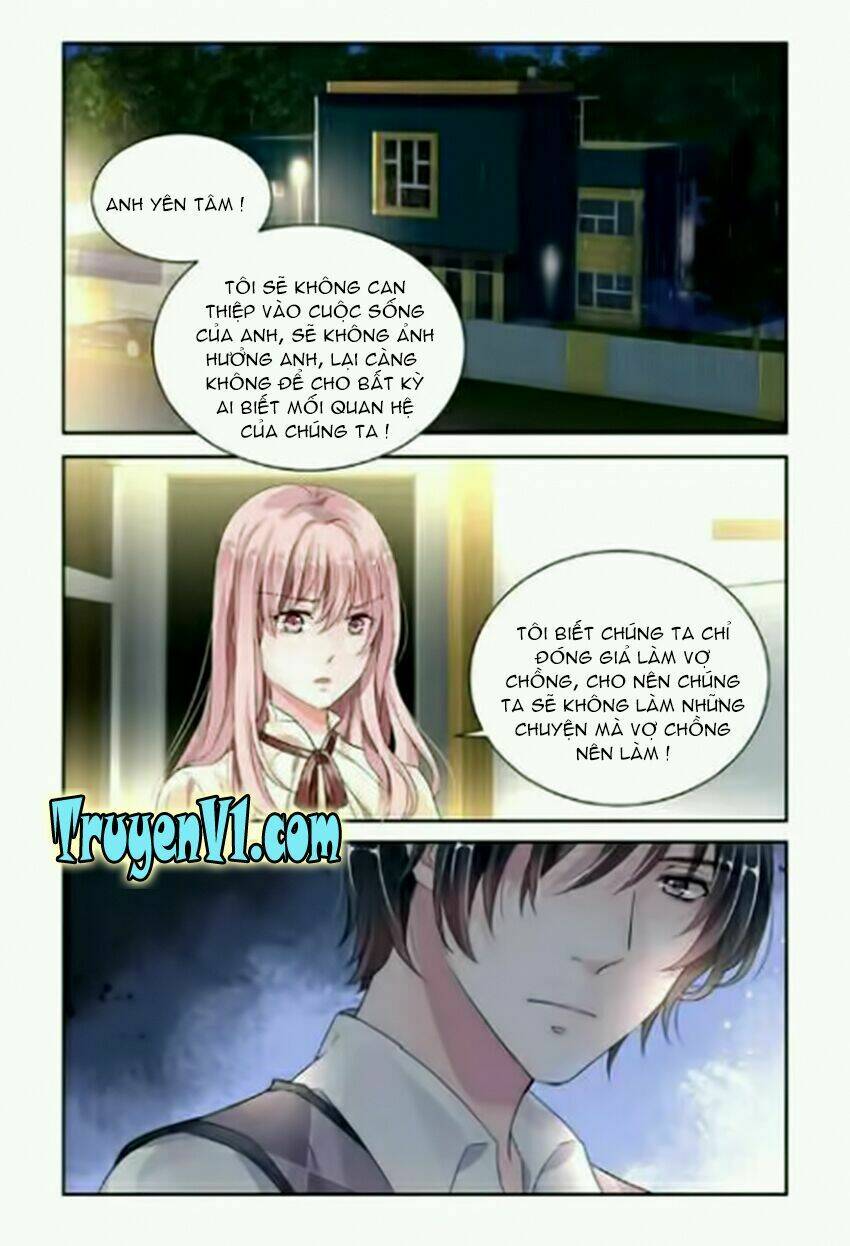 ANH YÊN TÂM !
TÔI SẼ KHÔNG CAN
THIỆP VÀO CUỘC SỐNG
CỦA ANH, SẼ KHÔNG ẢNH
HƯỞNG ANH, LẠI CÀNG
KHÔNG ĐỂ CHO BẤT KỲ
AI BIẾT MỐI QUAN HỆ
CỦA CHÚNG TA !
TÔI BIẾT CHÚNG TA CHỈ
ĐÓNG GIẢ LÀM VỢ
CHỒNG, CHO NÊN CHÚNG
TA SẼ KHÔNG LÀM NHỮNG
CHUYỆN MÀ VỢ CHỒNG
NÊN LÀM !
TruyenV1.com